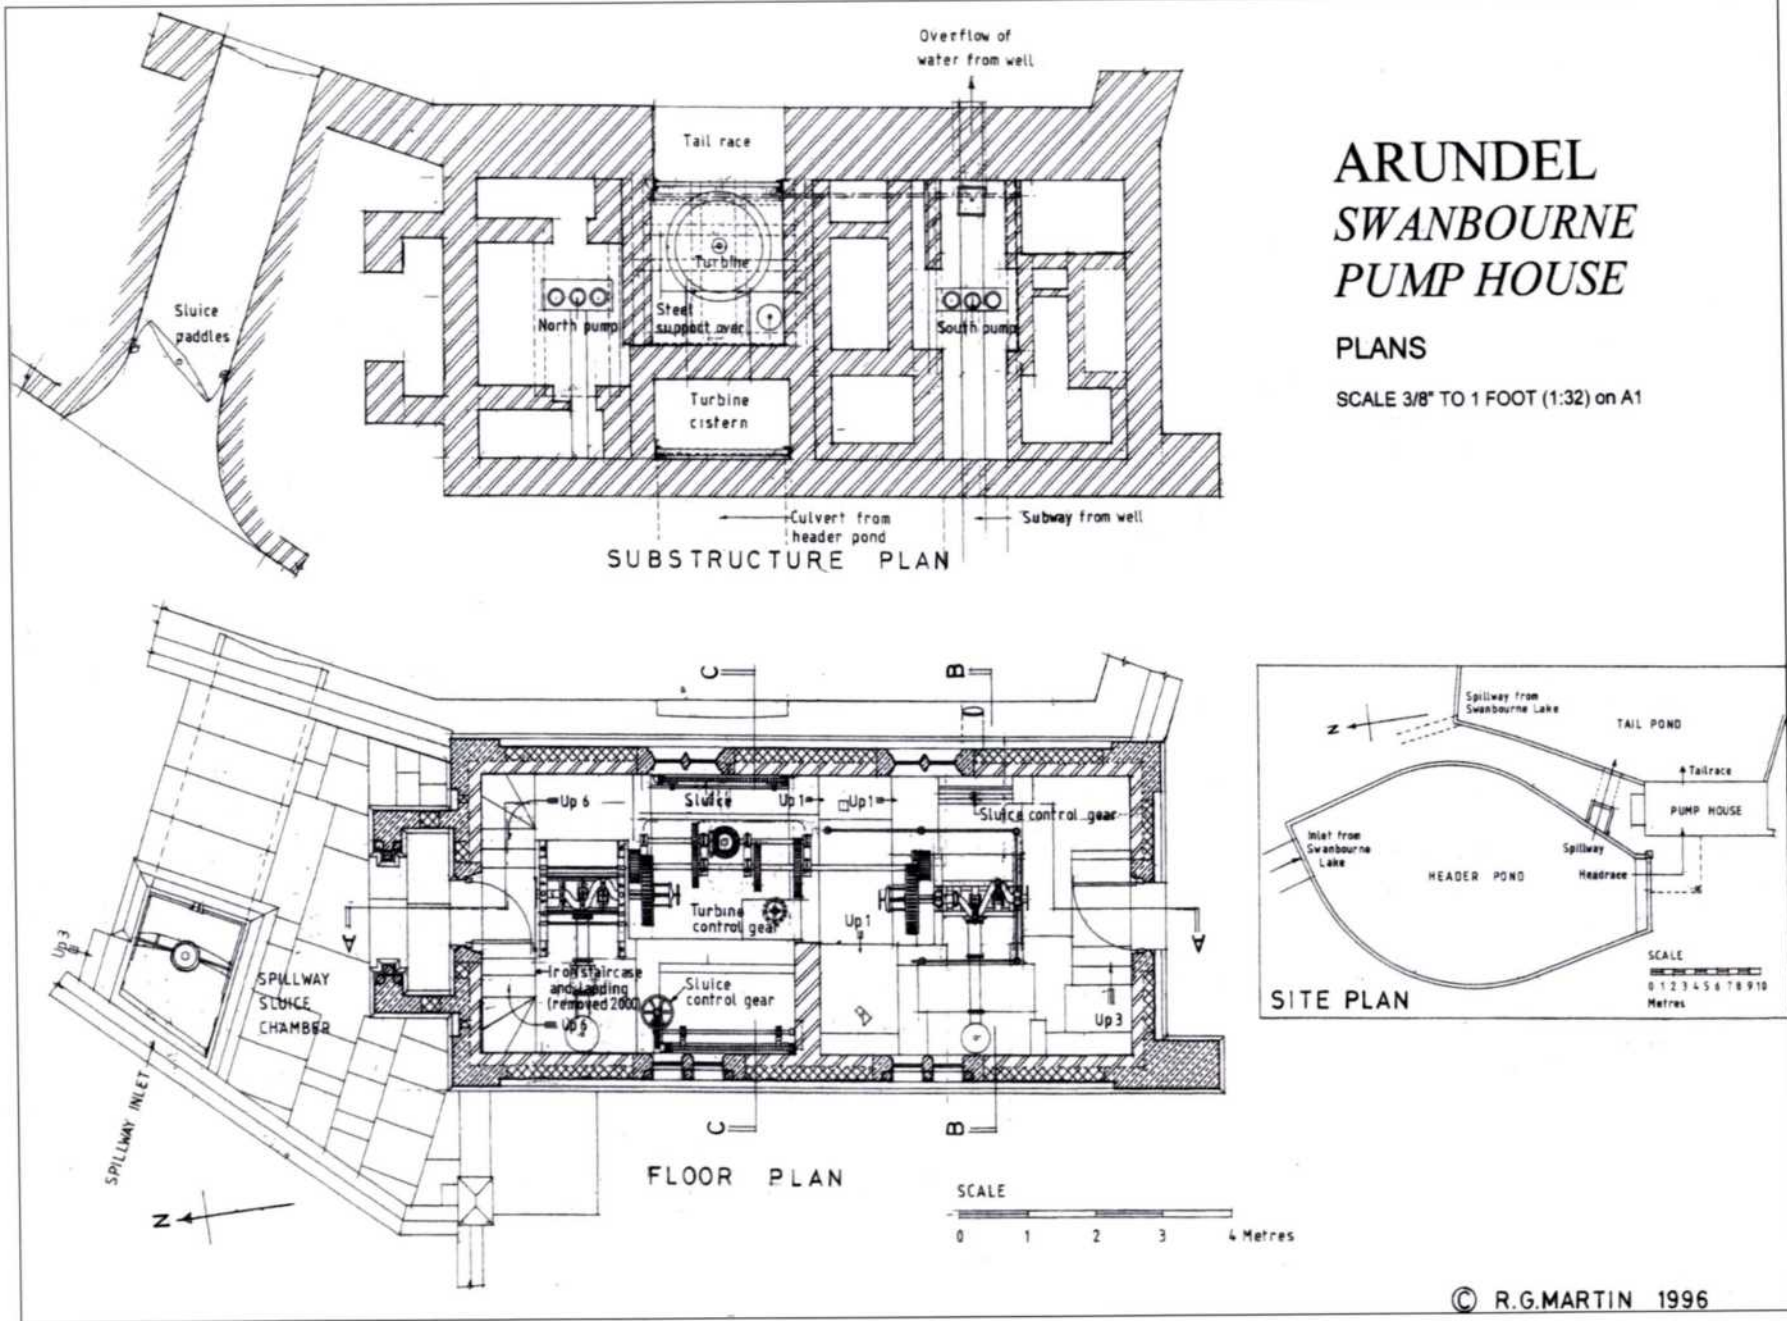 ARUNDEL
SWANBOURNE
PUMP HOUSE
PLANS
SCALE 3/8" TO 1 FOOT (1:32) on A1
Overflow of
water from well
Tail race
Sluice
paddles
Turbine
North pump
Steel
support over
South pump
Turbine
cistern
Culvert from
header pond
Subway from well
SUBSTRUCTURE PLAN
C
B
Up 6
Sluice
Up 1
Up 1
Sluice control gear
Turbine
control gear
Up 1
A
A
Up 3
SPILLWAY
SLUICE
CHAMBER
Iron staircase
and landing
(removed 2000)
Sluice
control gear
Up 6
Up 3
SPILLWAY INLET
C
B
FLOOR PLAN
N
SCALE
0 1 2 3 4 Metres
Spillway from
Swanbourne Lake
TAIL POND
N
Tailrace
PUMP HOUSE
Inlet from
Swanbourne
Lake
Spillway
HEADER POND
Headrace
SITE PLAN
SCALE
0 1 2 3 4 5 6 7 8 9 10
Metres
© R.G.MARTIN 1996